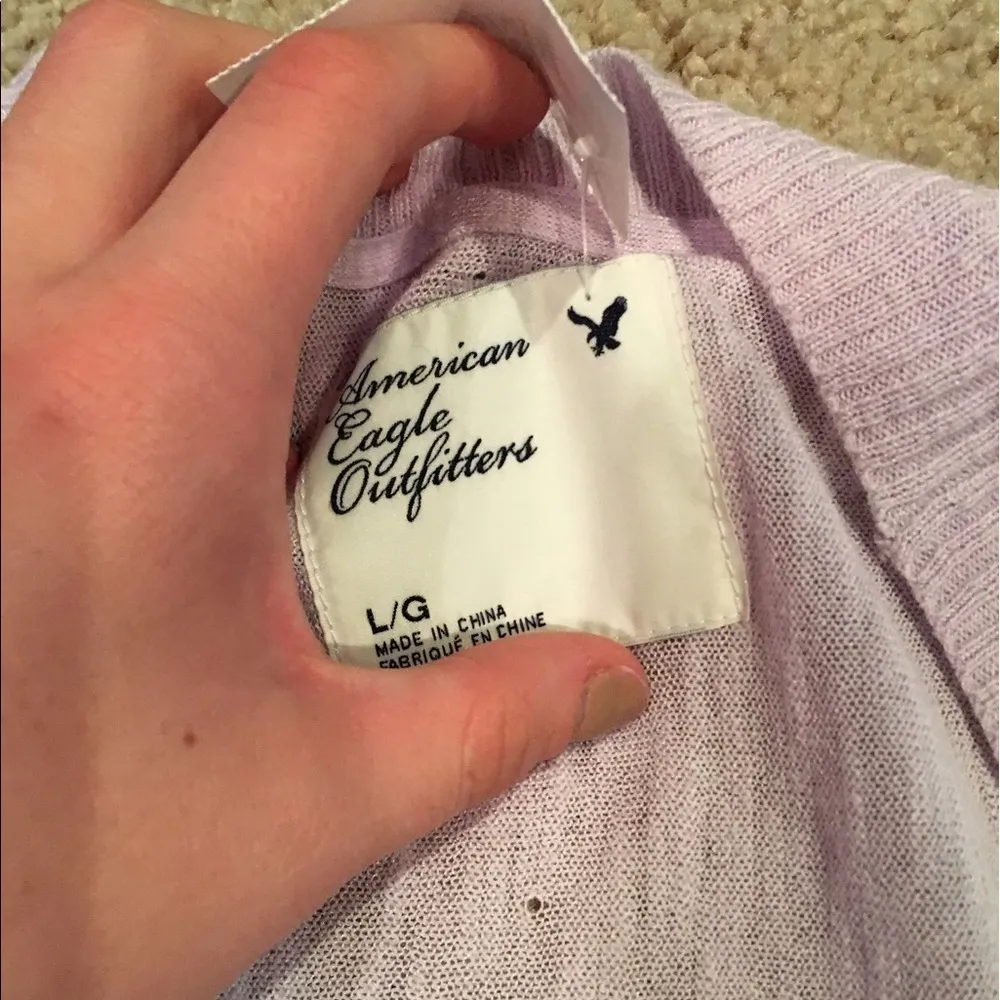 American
Eagle
Outfitters
L/G
MADE IN CHINA
FABRIQUÉ EN CHINE